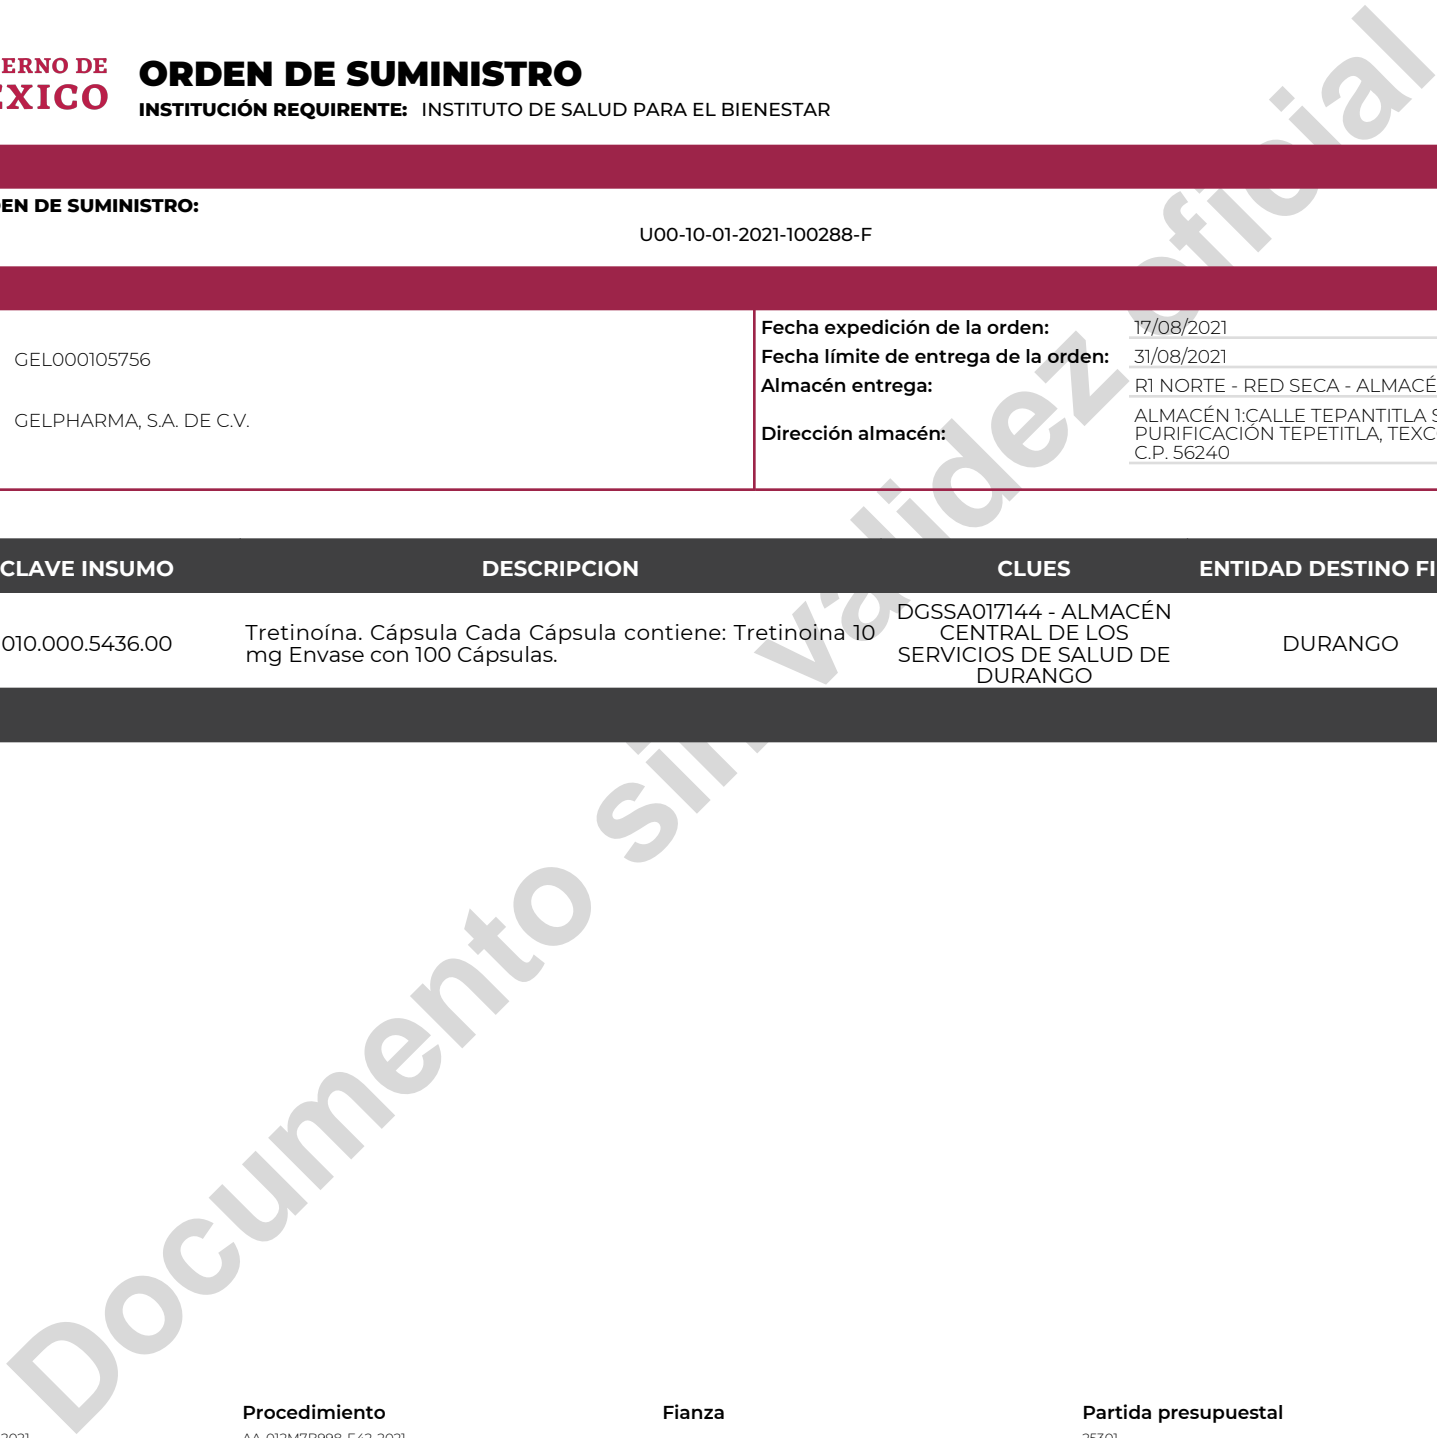 ERNO DE
ORDEN DE SUMINISTRO
EXICO
INSTITUCIÓN REQUIRENTE: INSTITUTO DE SALUD PARA EL BIENESTAR
EN DE SUMINISTRO:
U00-10-01-2021-100288-F
GEL000105756
GELPHARMA, S.A. DE C.V.
Fecha expedición de la orden: 17/08/2021
Fecha límite de entrega de la orden: 31/08/2021
Almacén entrega: R1 NORTE - RED SECA - ALMACÉ
Dirección almacén:
ALMACÉN 1:CALLE TEPANTITLA S
PURIFICACIÓN TEPETITLA, TEXC
C.P. 56240
CLAVE INSUMO DESCRIPCION CLUES ENTIDAD DESTINO FI
010.000.5436.00
Tretinoína. Cápsula Cada Cápsula contiene: Tretinoina 10
mg Envase con 100 Cápsulas.
DGSSA017144 - ALMACÉN
CENTRAL DE LOS
SERVICIOS DE SALUD DE
DURANGO
DURANGO
Documento sin validez oficial
Procedimiento Fianza Partida presupuestal